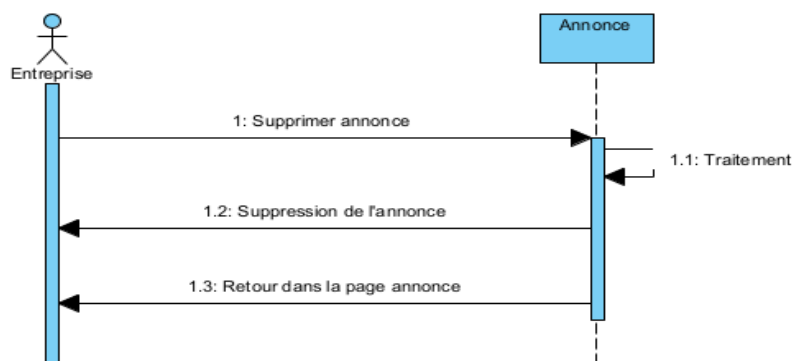 Annonce
Entreprise
1: Supprimer annonce
1.1: Traitement
1.2: Suppression de l'annonce
1.3: Retour dans la page annonce